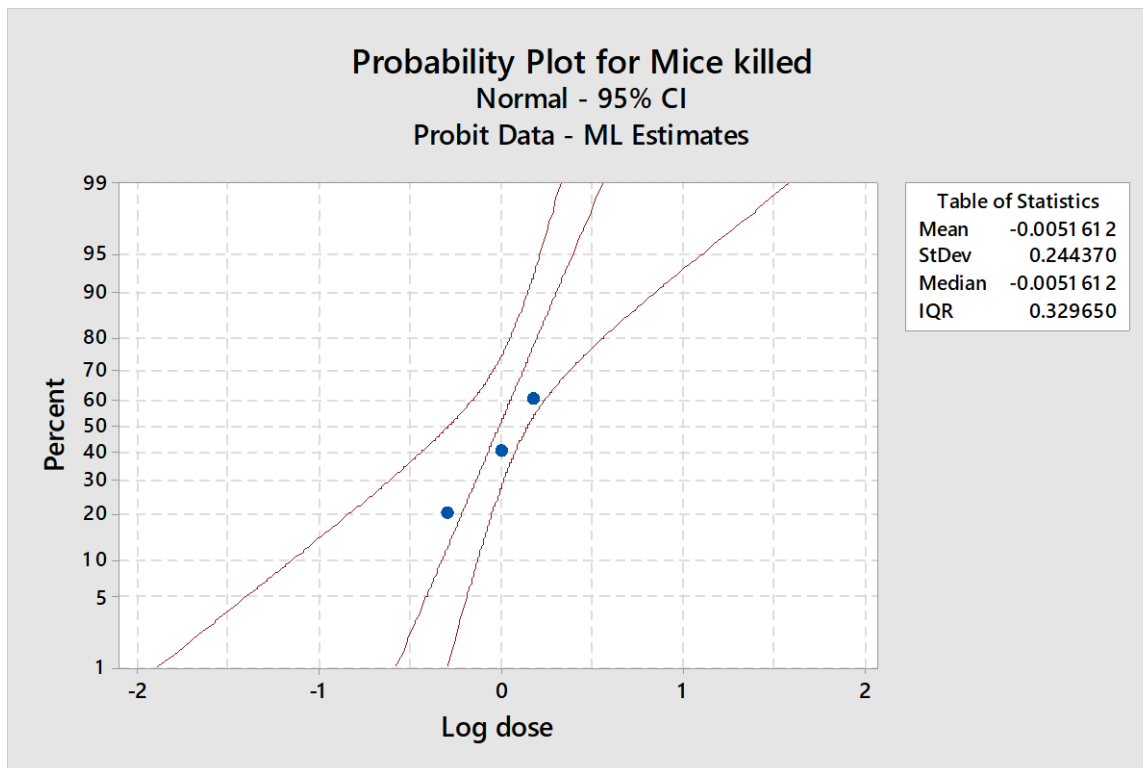 Probability Plot for Mice killed
Normal - 95% CI
Probit Data - ML Estimates
99
95
90
80
70
60
50
40
30
20
10
5
1
Percent
-2
-1
0
1
2
Log dose
Table of Statistics
Mean -0.0051612
StDev 0.244370
Median -0.0051612
IQR 0.329650